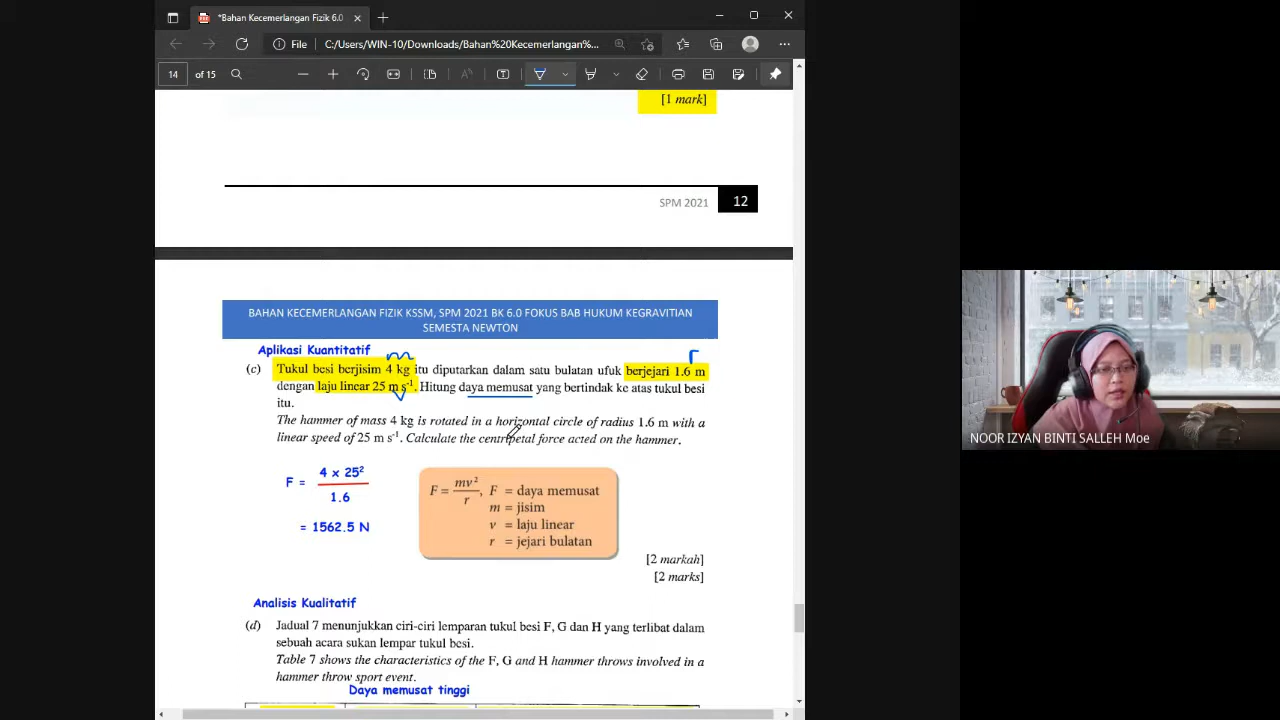 *Bahan Kecemerlangan Fizik 6.0
File
C:/Users/WIN-10/Downloads/Bahan%20Kecemerlangan%...
14 of 15
[1 mark]
SPM 2021
12
BAHAN KECEMERLANGAN FIZIK KSSM, SPM 2021 BK 6.0 FOKUS BAB HUKUM KEGRAVITIAN
SEMESTA NEWTON
Aplikasi Kuantitatif
m
r
(c) Tukul besi berjisim 4 kg itu diputarkan dalam satu bulatan ufuk berjejari 1.6 m
dengan laju linear 25 m s⁻¹. Hitung daya memusat yang bertindak ke atas tukul besi
v
itu.
The hammer of mass 4 kg is rotated in a horizontal circle of radius 1.6 m with a
linear speed of 25 m s⁻¹. Calculate the centripetal force acted on the hammer.
F = 4 x 25² / 1.6
= 1562.5 N
F = mv²/r, F = daya memusat
m = jisim
v = laju linear
r = jejari bulatan
[2 markah]
[2 marks]
Analisis Kualitatif
(d) Jadual 7 menunjukkan ciri-ciri lemparan tukul besi F, G dan H yang terlibat dalam
sebuah acara sukan lempar tukul besi.
Table 7 shows the characteristics of the F, G and H hammer throws involved in a
hammer throw sport event.
Daya memusat tinggi
NOOR IZYAN BINTI SALLEH Moe